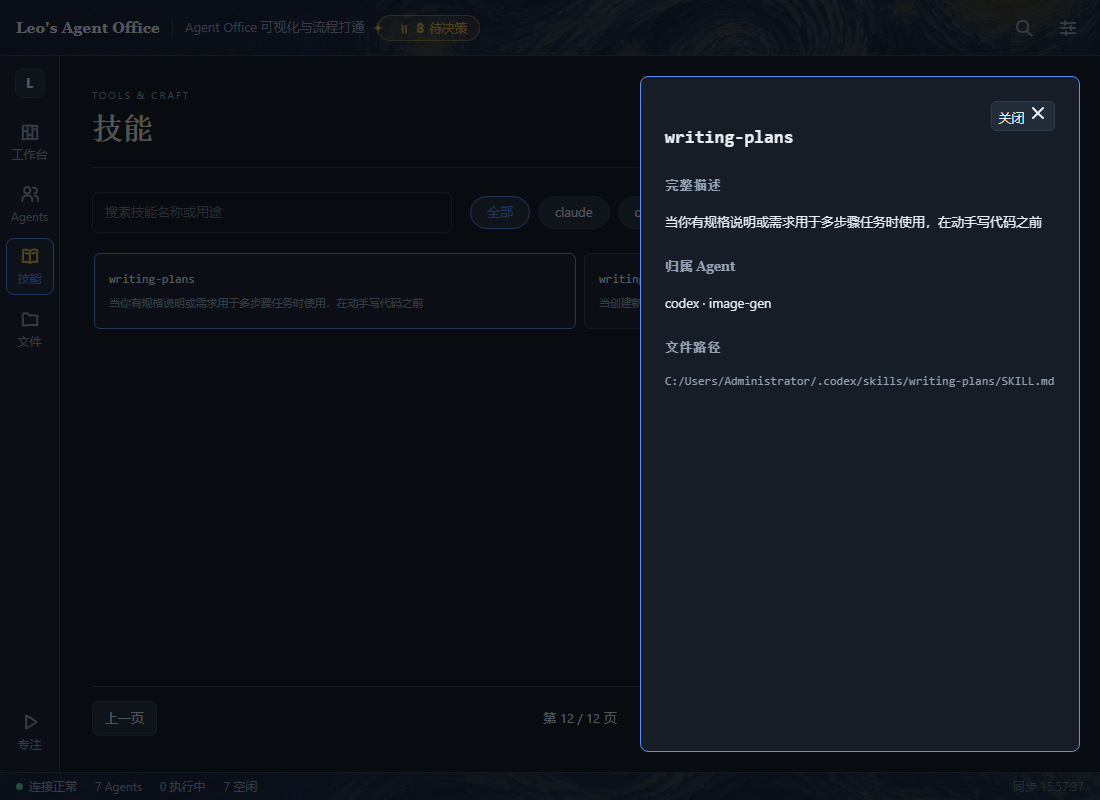 Leo's Agent Office
Agent Office 可视化与流程打通
8 待决策
L
工作台
Agents
技能
文件
专注
TOOLS & CRAFT
技能
搜索技能名称或用途
全部
claude
writing-plans
当你有规格说明或需求用于多步骤任务时使用，在动手写代码之前
上一页
第 12 / 12 页
关闭
writing-plans
完整描述
当你有规格说明或需求用于多步骤任务时使用，在动手写代码之前
归属 Agent
codex · image-gen
文件路径
C:/Users/Administrator/.codex/skills/writing-plans/SKILL.md
连接正常
7 Agents
0 执行中
7 空闲
同步 15:57:37